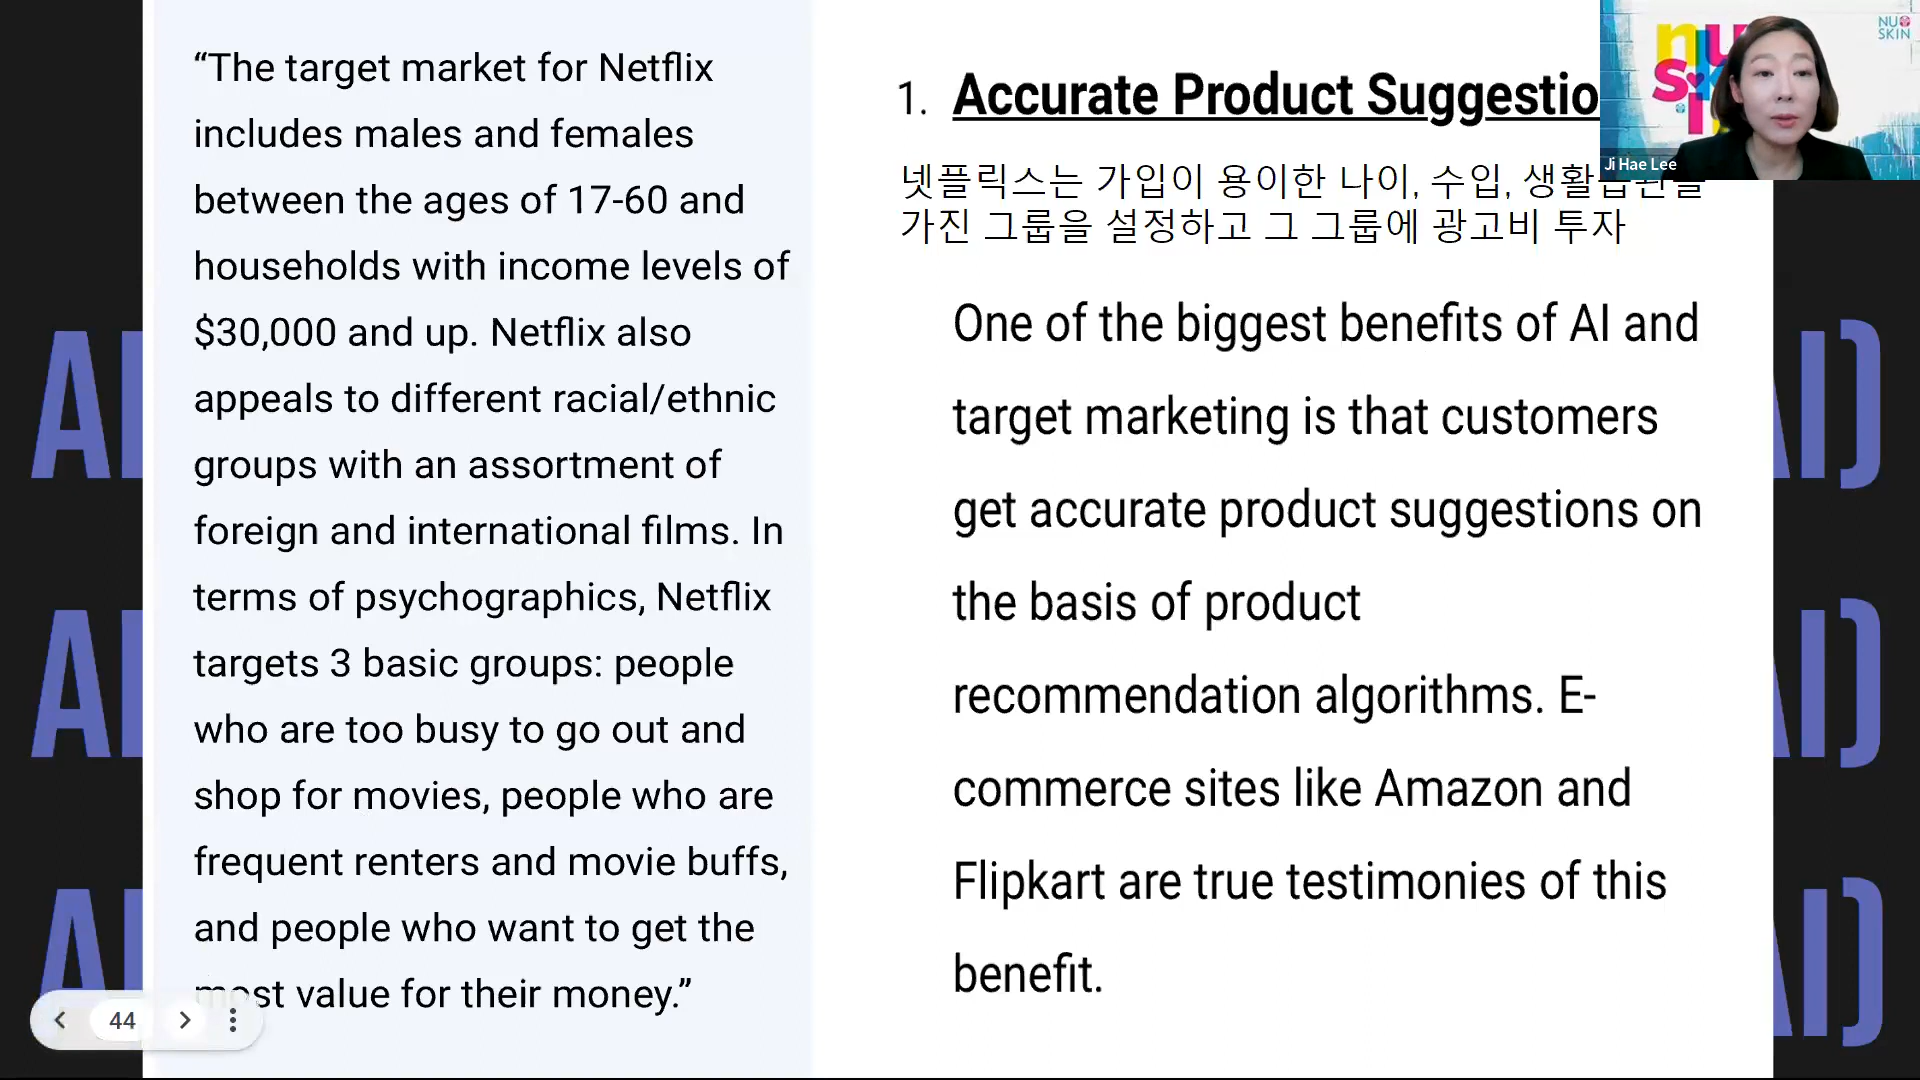 “The target market for Netflix
includes males and females
between the ages of 17-60 and
households with income levels of
$30,000 and up. Netflix also
appeals to different racial/ethnic
groups with an assortment of
foreign and international films. In
terms of psychographics, Netflix
targets 3 basic groups: people
who are too busy to go out and
shop for movies, people who are
frequent renters and movie buffs,
and people who want to get the
most value for their money.”
1. Accurate Product Suggestio
넷플릭스는 가입이 용이한 나이, 수입, 생활습관을
가진 그룹을 설정하고 그 그룹에 광고비 투자
One of the biggest benefits of AI and
target marketing is that customers
get accurate product suggestions on
the basis of product
recommendation algorithms. E-
commerce sites like Amazon and
Flipkart are true testimonies of this
benefit.
NU SKIN
Ji Hae Lee
AI)
AI)
AI)
44